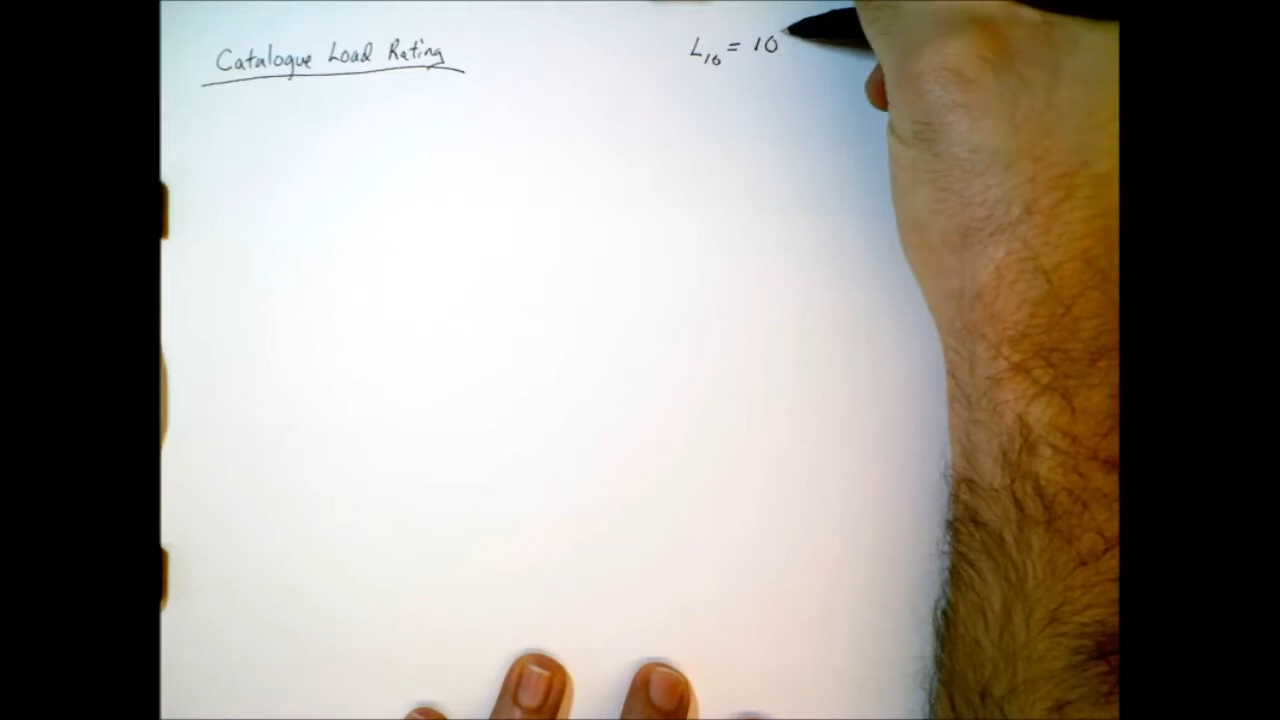 Catalogue Load Rating
L₁₀ = 10